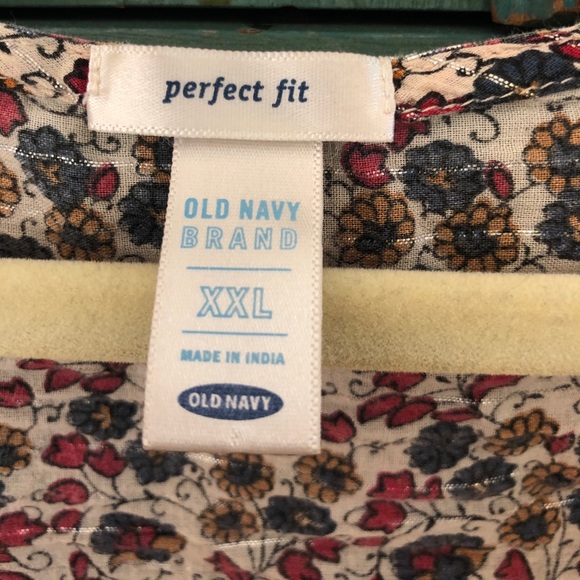 perfect fit
OLD NAVY
BRAND
XXL
MADE IN INDIA
OLD NAVY